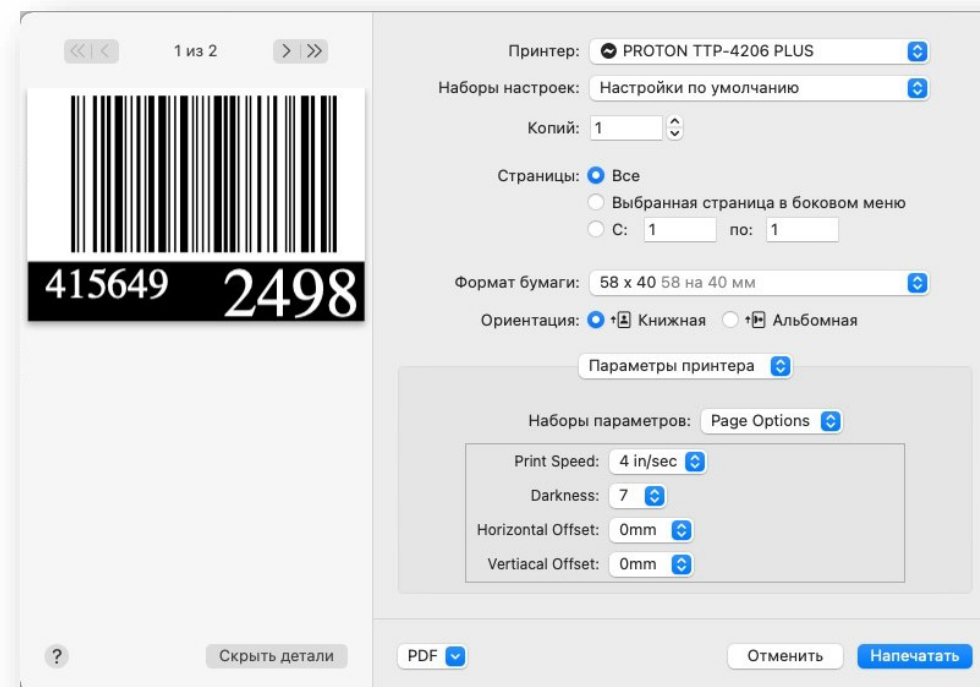 1 из 2
415649 2498
?
Скрыть детали
Принтер: PROTON TTP-4206 PLUS
Наборы настроек: Настройки по умолчанию
Копий: 1
Страницы: Все
Выбранная страница в боковом меню
С: 1 по: 1
Формат бумаги: 58 x 40 58 на 40 мм
Ориентация: Книжная Альбомная
Параметры принтера
Наборы параметров: Page Options
Print Speed: 4 in/sec
Darkness: 7
Horizontal Offset: 0mm
Vertiacal Offset: 0mm
PDF Отменить Напечатать